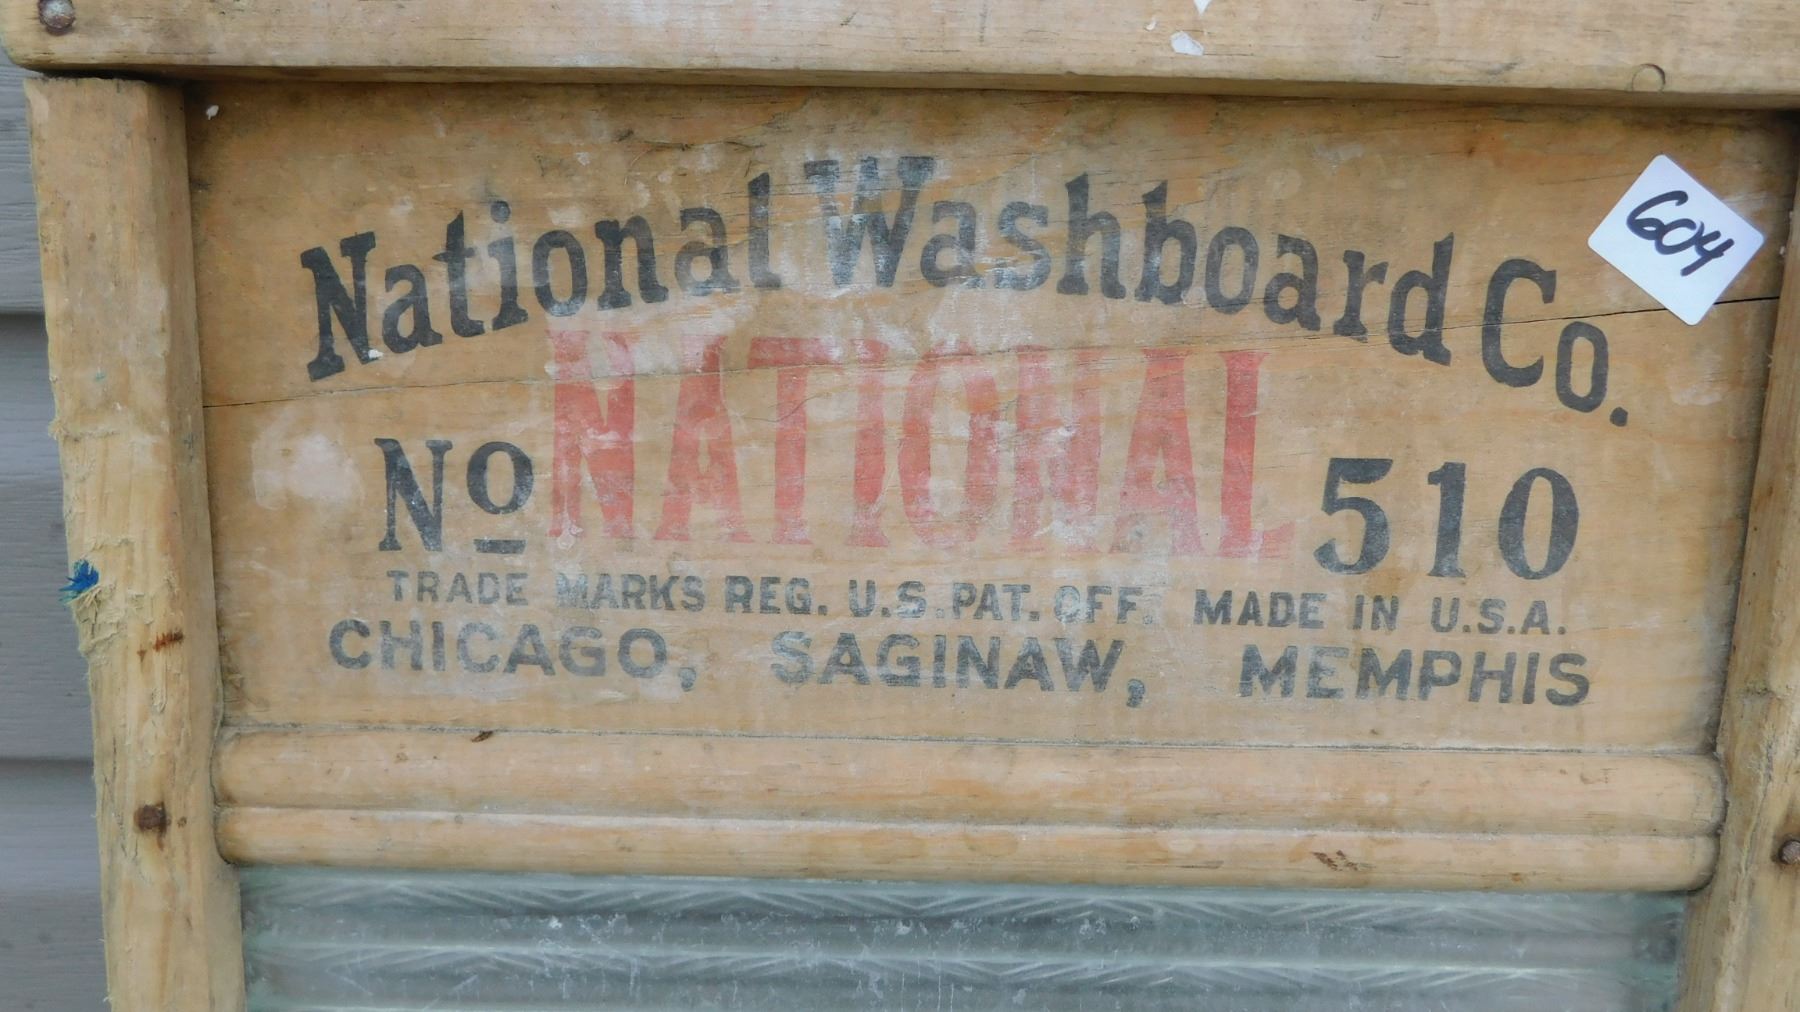 National Washboard Co.
604
NATIONAL
No 510
TRADE MARKS REG. U.S. PAT. OFF. MADE IN U.S.A.
CHICAGO, SAGINAW, MEMPHIS